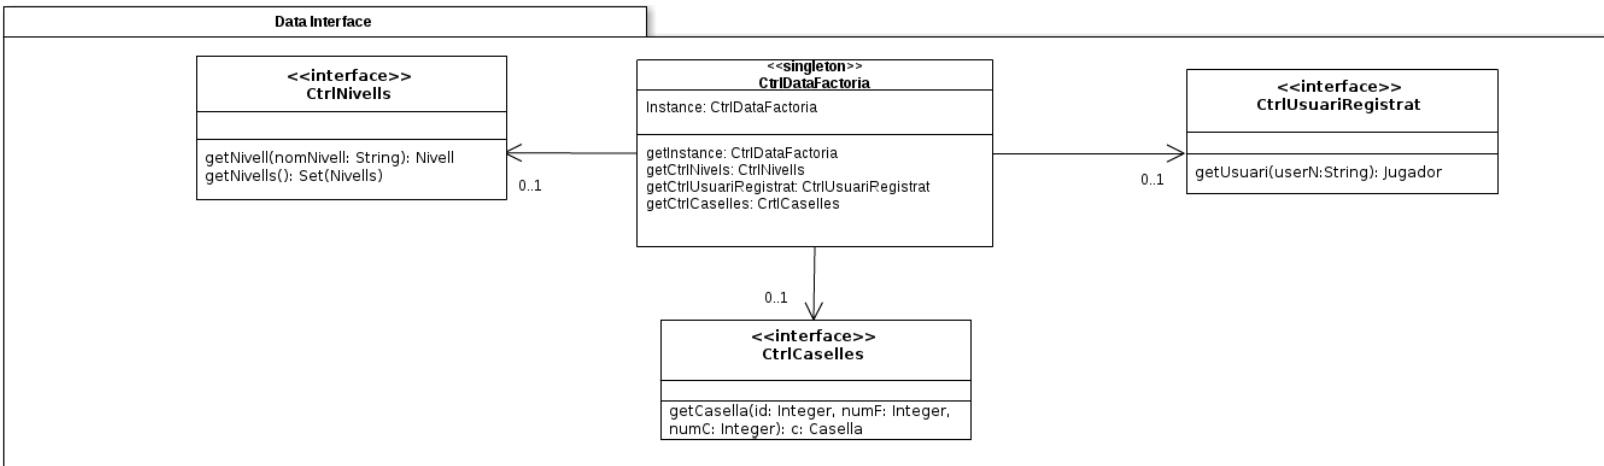 Data Interface
<<interface>>
CtrlNivells
getNivell(nomNivell: String): Nivell
getNivells(): Set(Nivells)
0..1
<<singleton>>
CtrlDataFactoria
Instance: CtrlDataFactoria
getInstance: CtrlDataFactoria
getCtrlNivels: CtrlNivells
getCtrlUsuariRegistrat: CtrlUsuariRegistrat
getCtrlCaselles: CrtlCaselles
<<interface>>
CtrlUsuariRegistrat
getUsuari(userN:String): Jugador
0..1
0..1
<<interface>>
CtrlCaselles
getCasella(id: Integer, numF: Integer,
numC: Integer): c: Casella